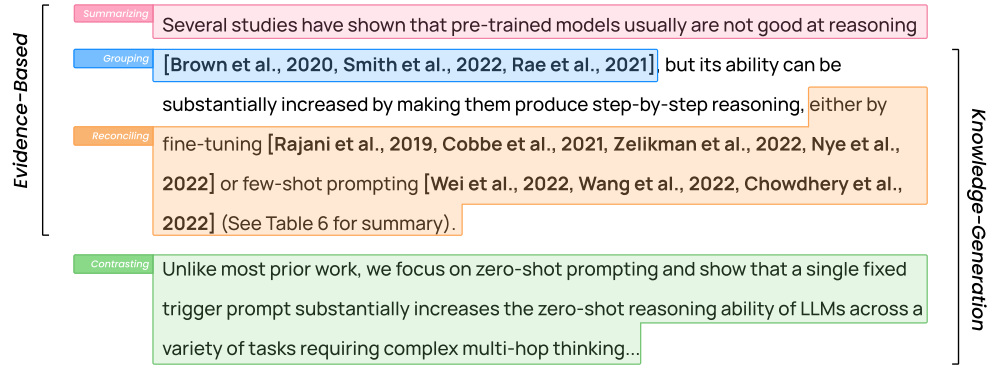 Summarizing
Several studies have shown that pre-trained models usually are not good at reasoning
Grouping
[Brown et al., 2020, Smith et al., 2022, Rae et al., 2021], but its ability can be
substantially increased by making them produce step-by-step reasoning, either by
Reconciling
fine-tuning [Rajani et al., 2019, Cobbe et al., 2021, Zelikman et al., 2022, Nye et al.,
2022] or few-shot prompting [Wei et al., 2022, Wang et al., 2022, Chowdhery et al.,
2022] (See Table 6 for summary).
Contrasting
Unlike most prior work, we focus on zero-shot prompting and show that a single fixed
trigger prompt substantially increases the zero-shot reasoning ability of LLMs across a
variety of tasks requiring complex multi-hop thinking...
Evidence-Based
Knowledge-Generation